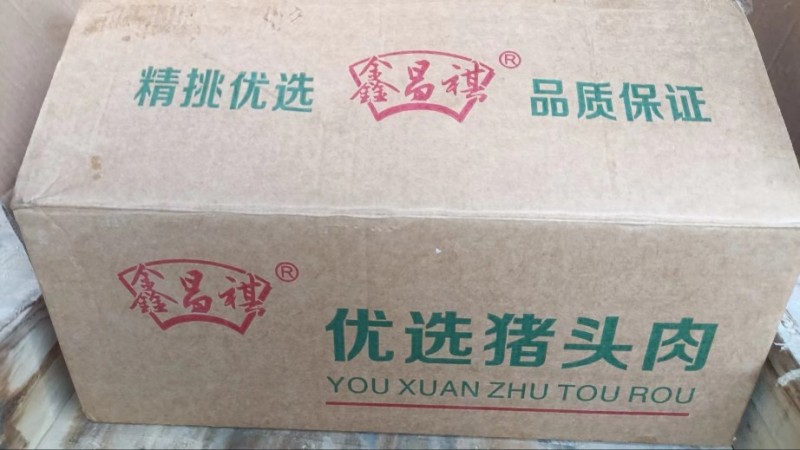 精挑优选 鑫昌祺® 品质保证
鑫昌祺®
优选猪头肉
YOU XUAN ZHU TOU ROU